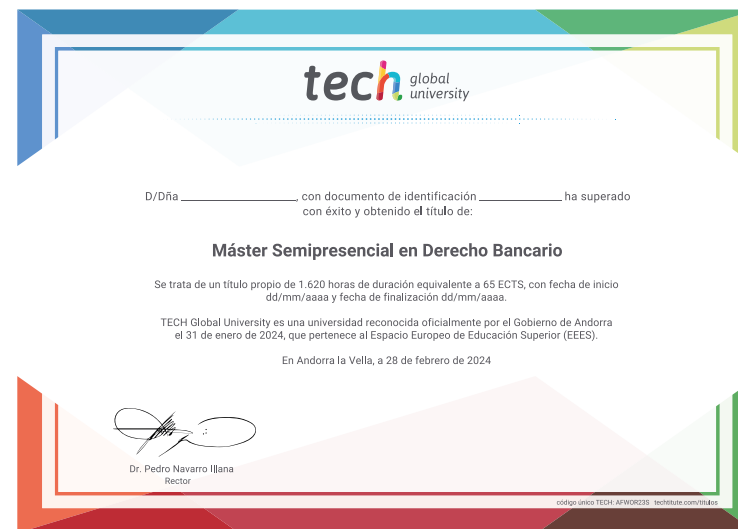 tech global
university
D/Dña ______________, con documento de identificación ______________ ha superado
con éxito y obtenido el título de:
Máster Semipresencial en Derecho Bancario
Se trata de un título propio de 1.620 horas de duración equivalente a 65 ECTS, con fecha de inicio
dd/mm/aaaa y fecha de finalización dd/mm/aaaa.
TECH Global University es una universidad reconocida oficialmente por el Gobierno de Andorra
el 31 de enero de 2024, que pertenece al Espacio Europeo de Educación Superior (EEES).
En Andorra la Vella, a 28 de febrero de 2024
Dr. Pedro Navarro Illana
Rector
código único TECH: AFWOR23S techtitute.com/titulos